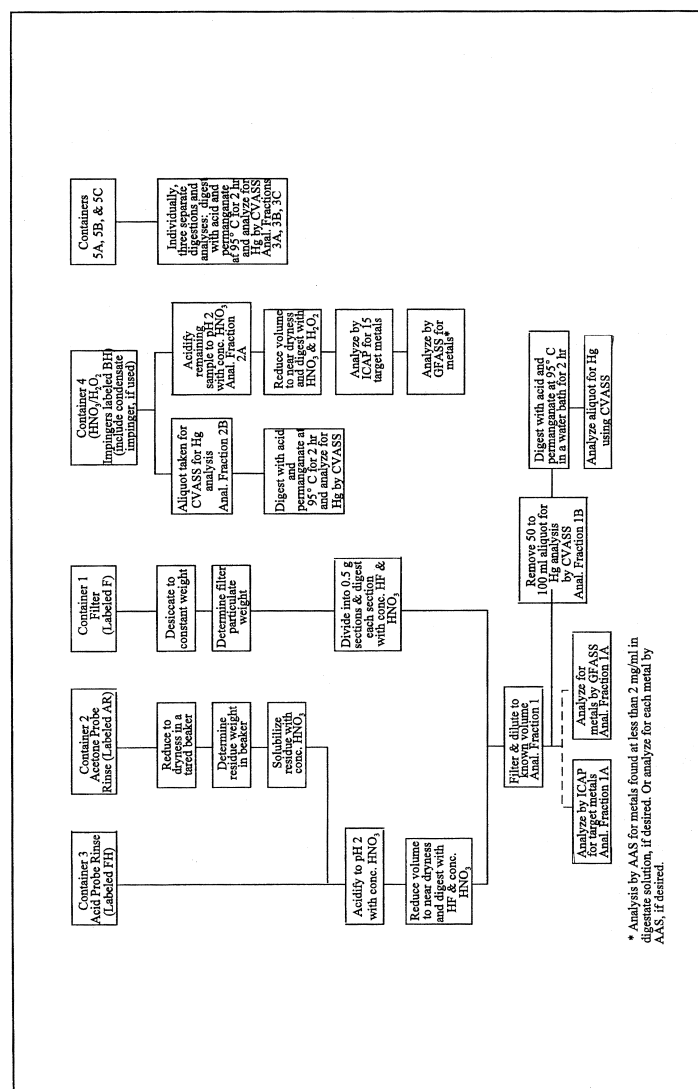 Container 3
Acid Probe Rinse
(Labeled FH)
Acidify to pH 2
with conc. HNO₃
Reduce volume
to near dryness
and digest with
HF & conc.
HNO₃
Container 2
Acetone Probe
Rinse (Labeled AR)
Reduce to
dryness in a
tared beaker
Determine
residue weight
in beaker
Solubilize
residue with
conc. HNO₃
Container 1
Filter
(Labeled F)
Desiccate to
constant weight
Determine filter
particulate
weight
Divide into 0.5 g
sections & digest
each section
with conc. HF &
HNO₃
Filter & dilute to
known volume
Anal. Fraction 1
Analyze by ICAP
for target metals
Anal. Fraction 1A
Analyze for
metals by GFASS
Anal. Fraction 1A
Remove 50 to
100 ml aliquot for
Hg analysis
by CVASS
Anal. Fraction 1B
Digest with acid and
permanganate at 95° C
in a water bath for 2 hr
Analyze aliquot for Hg
using CVASS
Container 4
(HNO₃/H₂O₂
Impingers labeled BH)
(include condensate
impinger, if used)
Aliquot taken for
CVASS for Hg
analysis
Anal. Fraction 2B
Digest with acid
and
permanganate at
95° C for 2 hr
and analyze for
Hg by CVASS
Acidify
remaining
sample to pH 2
with conc. HNO₃
Anal. Fraction
2A
Reduce volume
to near dryness
and digest with
HNO₃ & H₂O₂
Analyze by
ICAP for 15
target metals
Analyze by
GFASS for
metals*
Containers
5A, 5B, & 5C
Individually,
three separate
digestions and
analyses: digest
with acid and
permanganate
at 95° C for 2 hr
and analyze for
Hg by CVASS
Anal. Fractions
3A, 3B, 3C
* Analysis by AAS for metals found at less than 2 mg/ml in
digestate solution, if desired. Or analyze for each metal by
AAS, if desired.